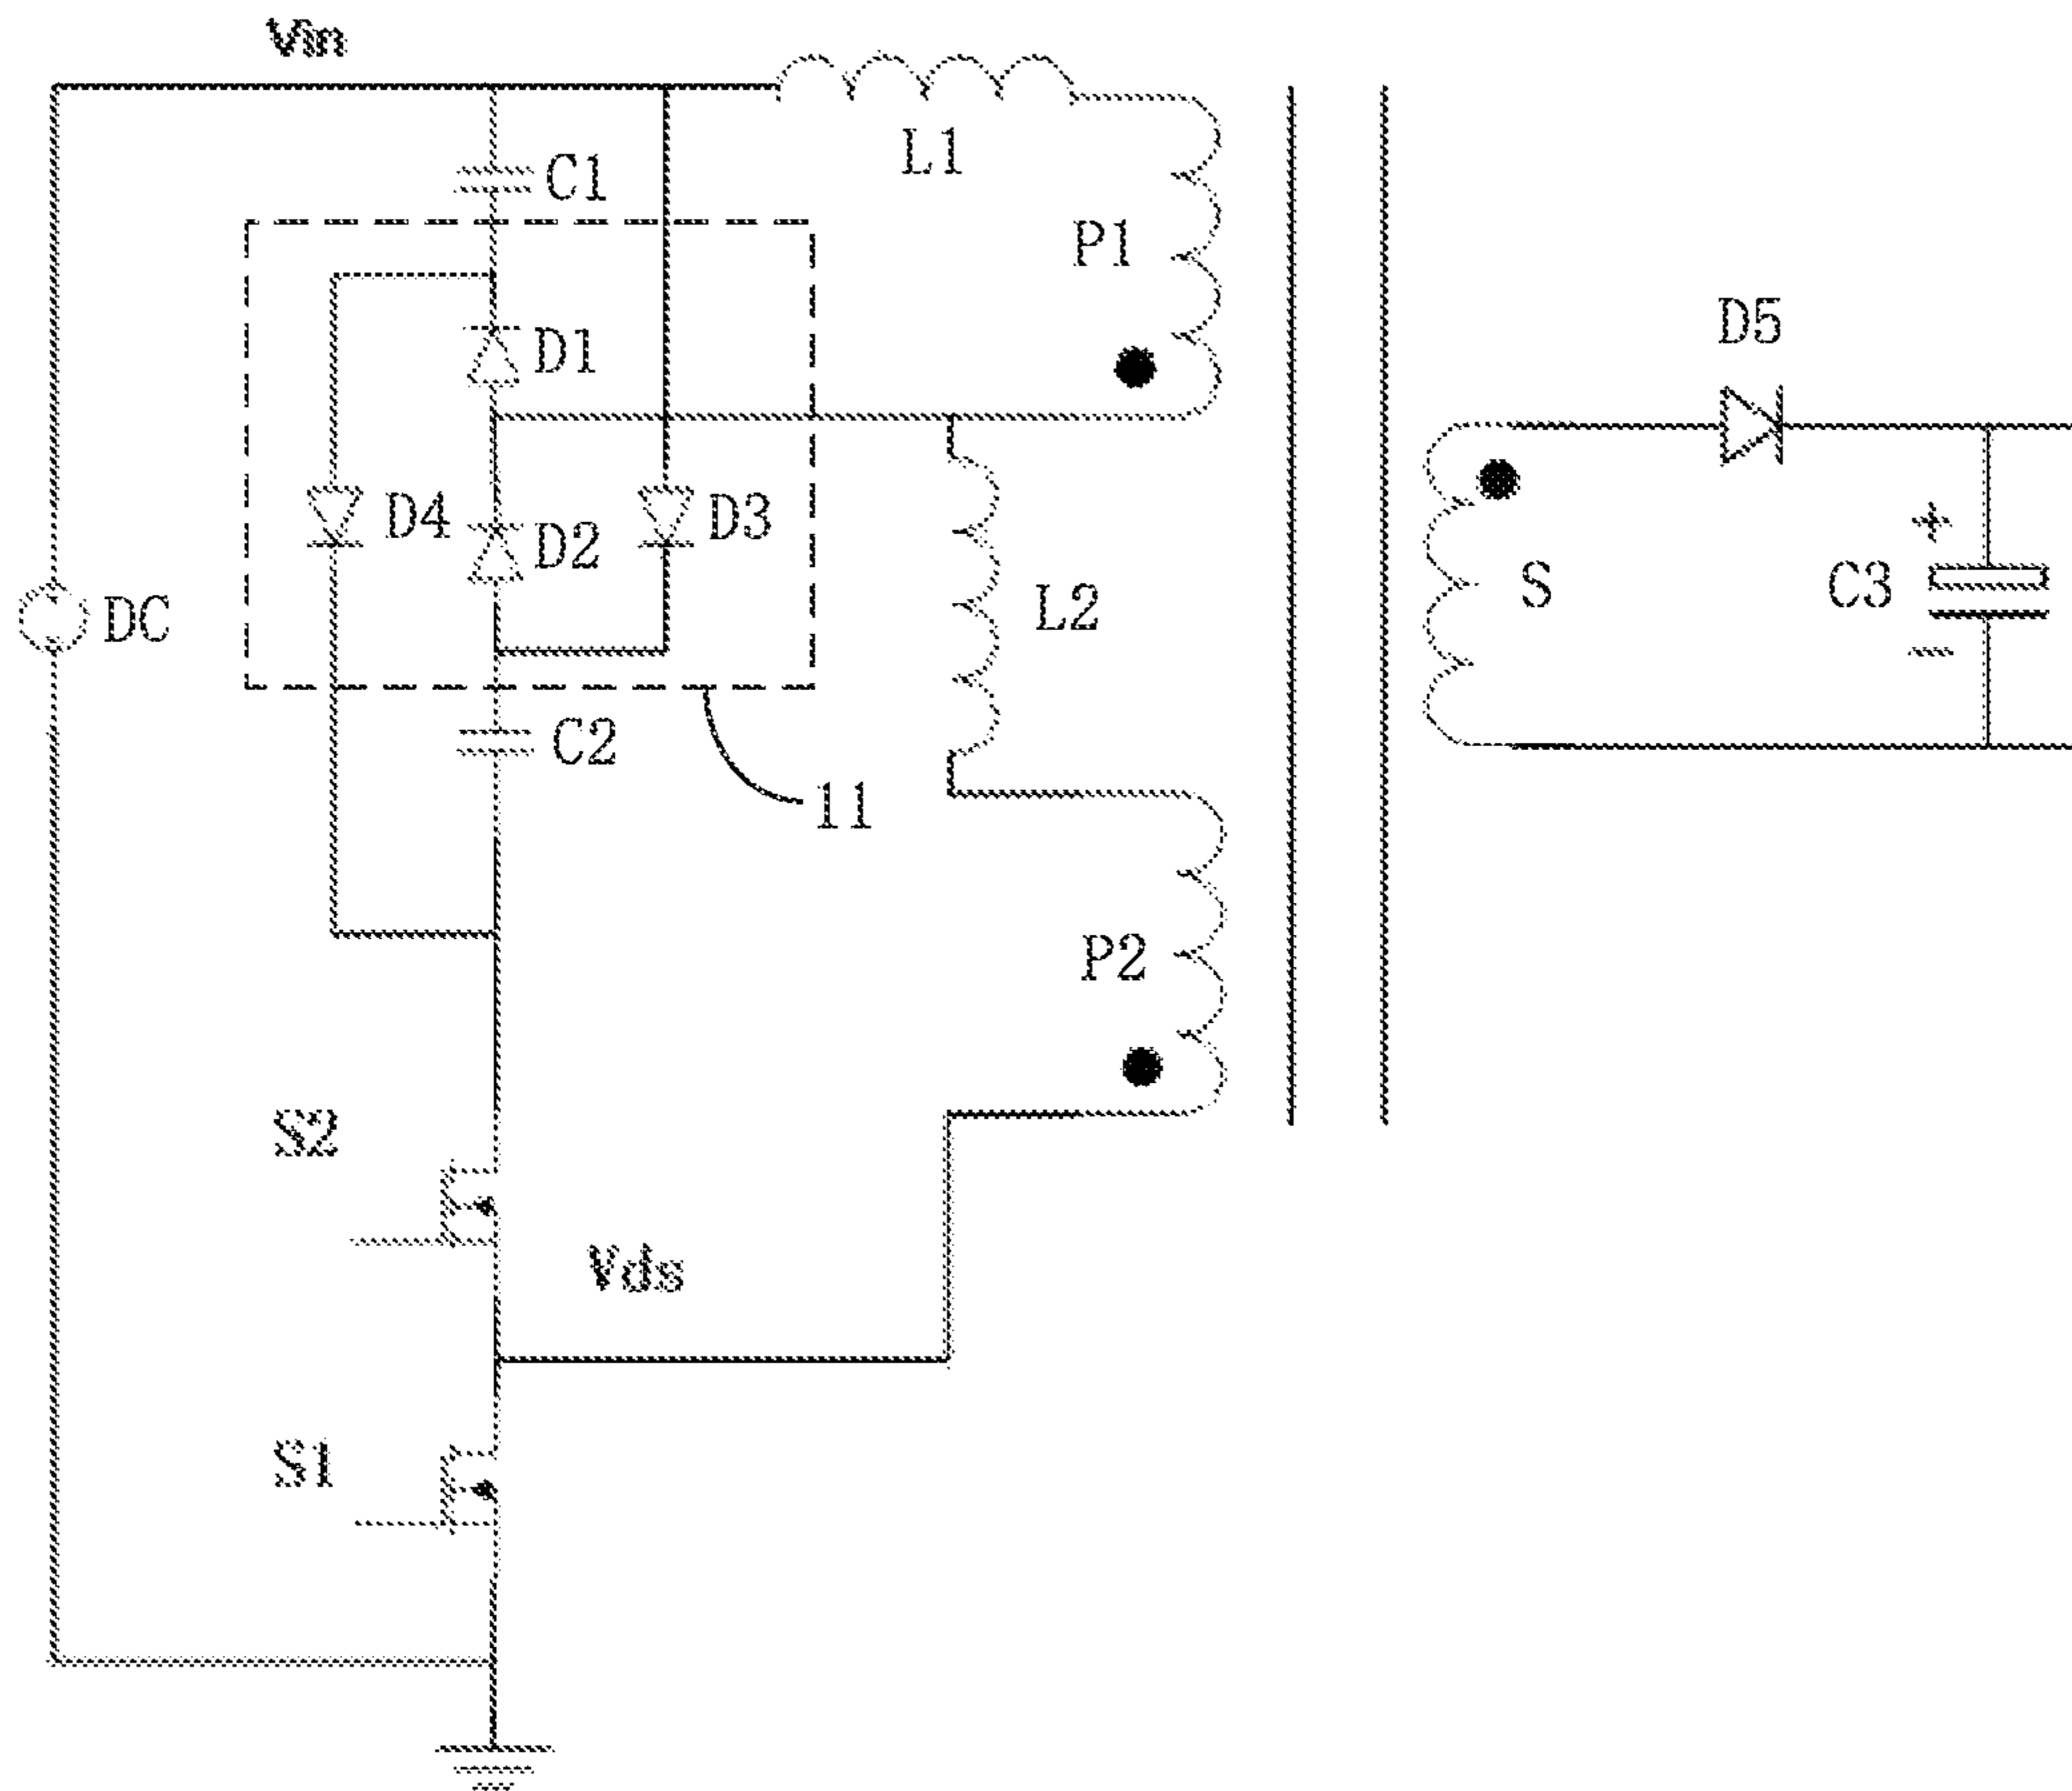 Vin
L1
C1
P1
D1
D5
D4
D2
D3
DC
L2
S
C3
+
-
C2
11
P2
S2
Vds
S1